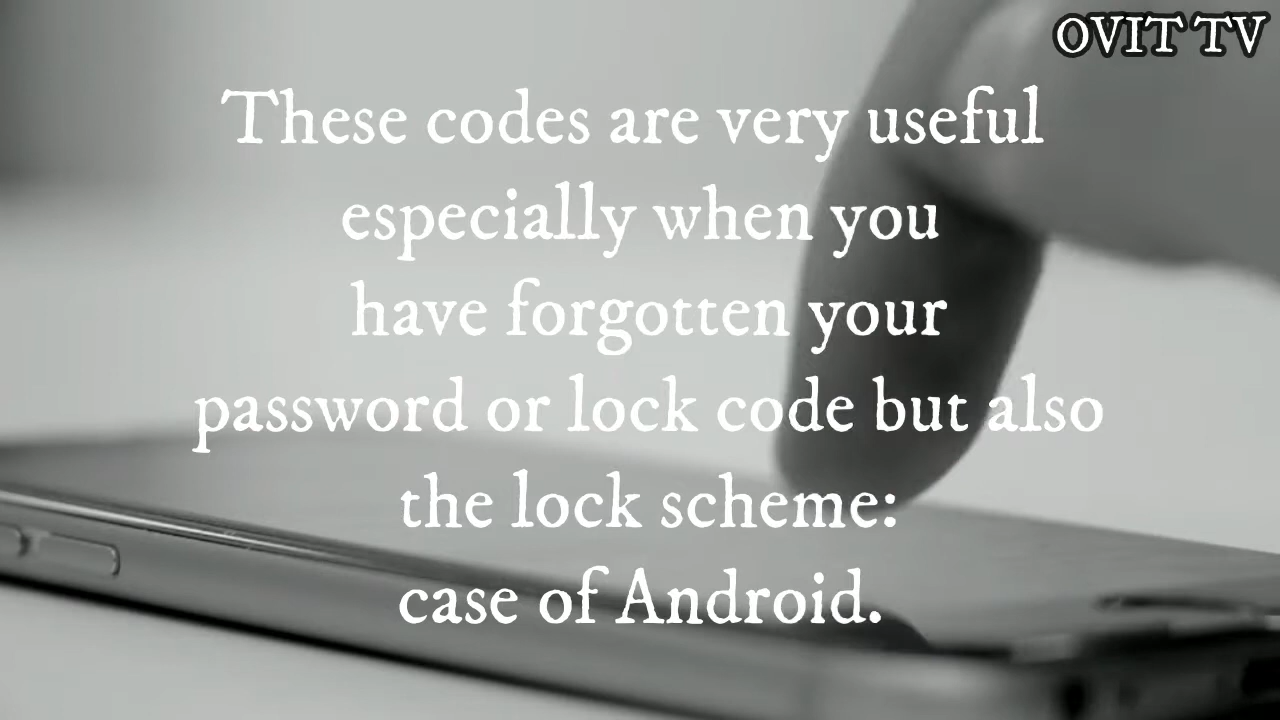 OVIT TV
These codes are very useful
especially when you
have forgotten your
password or lock code but also
the lock scheme:
case of Android.